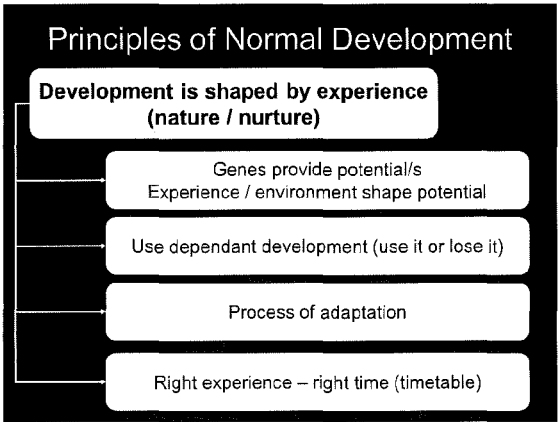 Principles of Normal Development
Development is shaped by experience
(nature / nurture)
Genes provide potential/s
Experience / environment shape potential
Use dependant development (use it or lose it)
Process of adaptation
Right experience – right time (timetable)